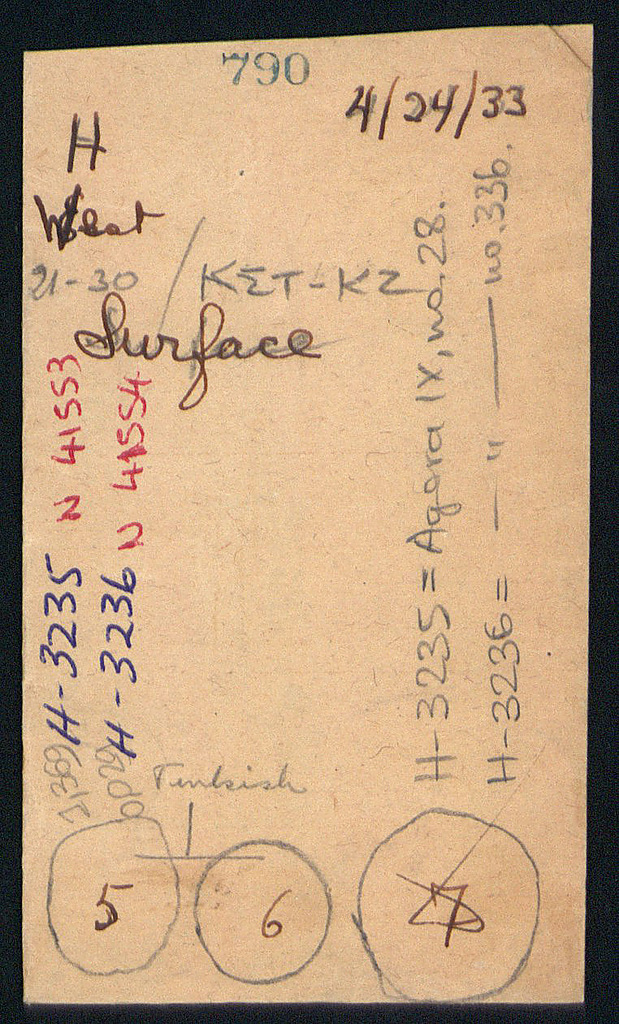 790
4/24/33
H
West
21-30 / ΚΣΤ-ΚΖ
Surface
H-3235 N 41553
H-3236 N 41554
H-3235 = Agora IX, no. 28.
H-3236 = — " — no. 336.
Turkish
5
6
7